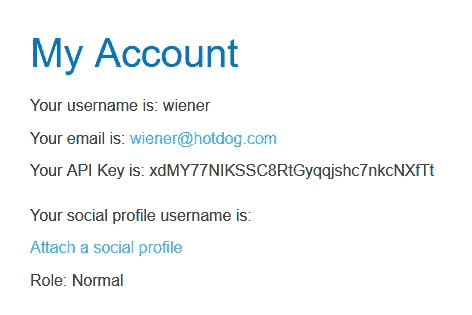 My Account
Your username is: wiener
Your email is: wiener@hotdog.com
Your API Key is: xdMY77NIKSSC8RtGyqqjshc7nkcNXfTt
Your social profile username is:
Attach a social profile
Role: Normal